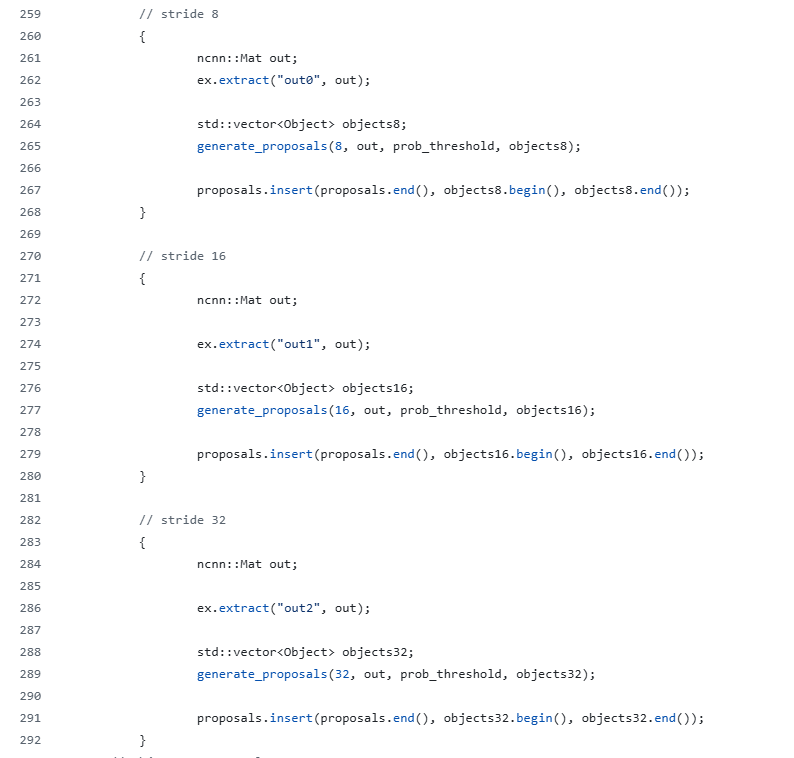 259 // stride 8
260 {
261 ncnn::Mat out;
262 ex.extract("out0", out);
263
264 std::vector<Object> objects8;
265 generate_proposals(8, out, prob_threshold, objects8);
266
267 proposals.insert(proposals.end(), objects8.begin(), objects8.end());
268 }
269
270 // stride 16
271 {
272 ncnn::Mat out;
273
274 ex.extract("out1", out);
275
276 std::vector<Object> objects16;
277 generate_proposals(16, out, prob_threshold, objects16);
278
279 proposals.insert(proposals.end(), objects16.begin(), objects16.end());
280 }
281
282 // stride 32
283 {
284 ncnn::Mat out;
285
286 ex.extract("out2", out);
287
288 std::vector<Object> objects32;
289 generate_proposals(32, out, prob_threshold, objects32);
290
291 proposals.insert(proposals.end(), objects32.begin(), objects32.end());
292 }